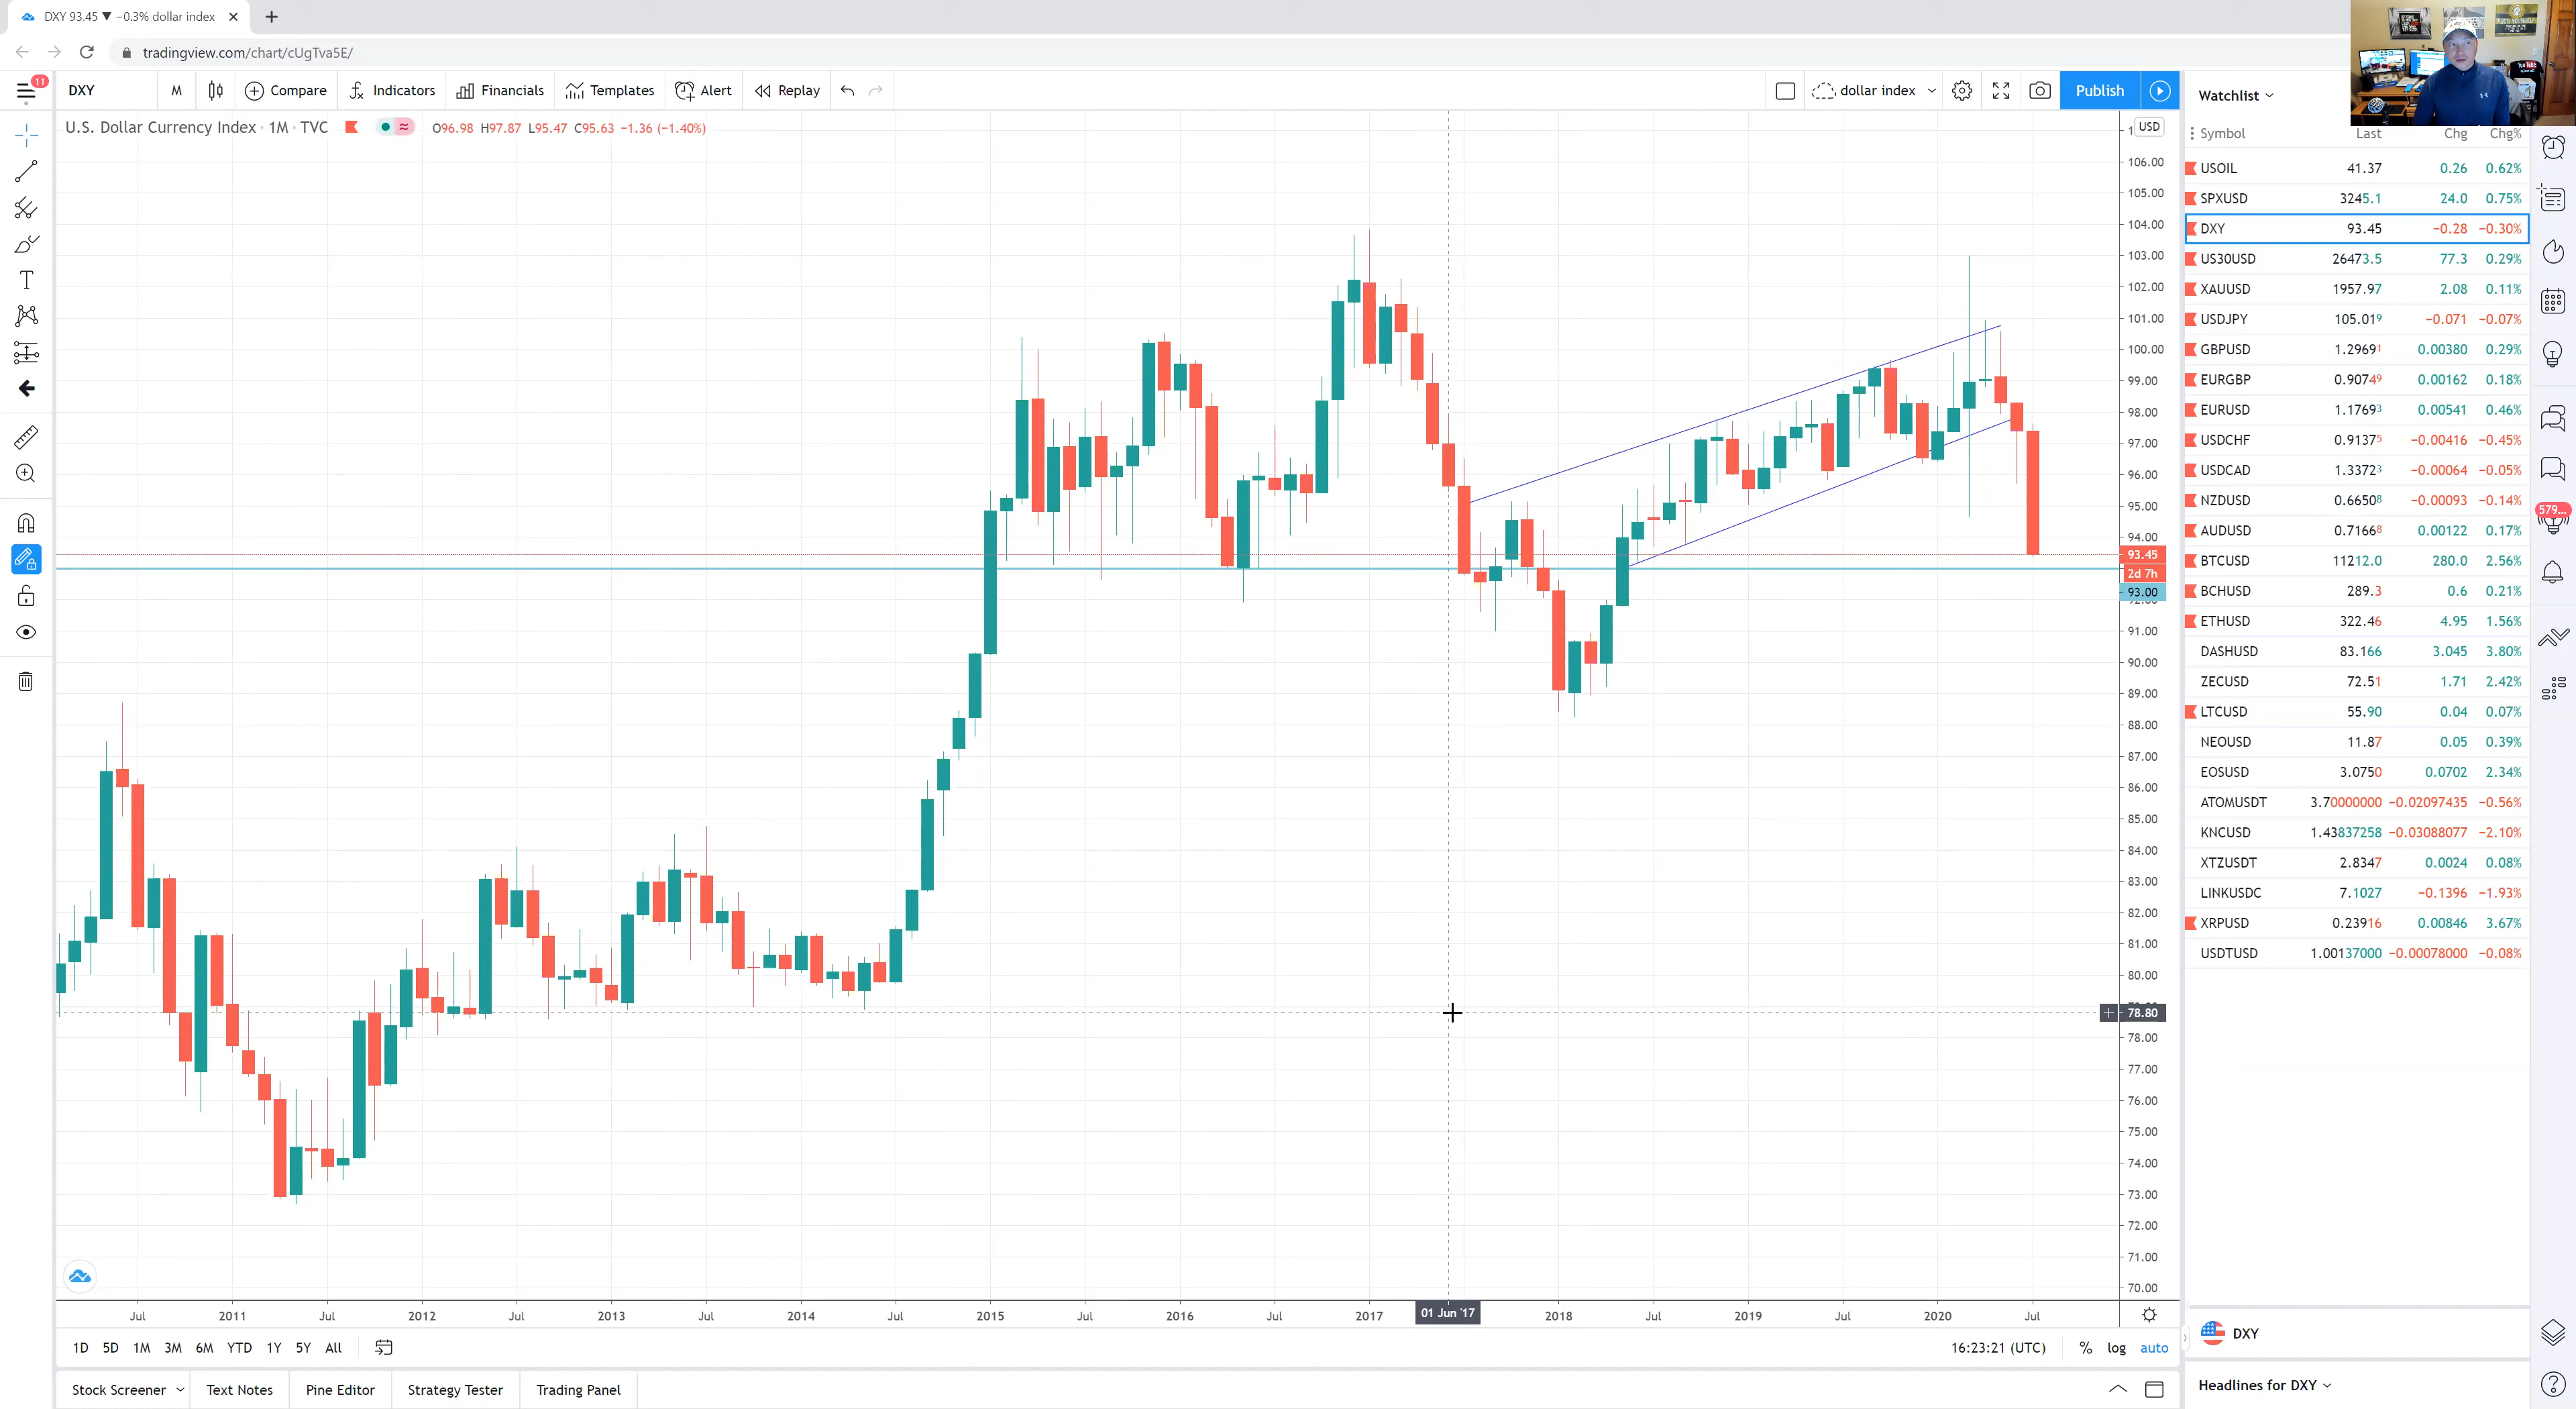 DXY 93.45 ▼ −0.3% dollar index
tradingview.com/chart/cUgTva5E/
11
DXY M Compare Indicators Financials Templates Alert Replay dollar index Publish
U.S. Dollar Currency Index · 1M · TVC O96.98 H97.87 L95.47 C95.63 −1.36 (−1.40%)
USD
106.00
105.00
104.00
103.00
102.00
101.00
100.00
99.00
98.00
97.00
96.00
95.00
94.00
93.45
2d 7h
93.00
91.00
90.00
89.00
88.00
87.00
86.00
85.00
84.00
83.00
82.00
81.00
80.00
78.80
78.00
77.00
76.00
75.00
74.00
73.00
72.00
71.00
70.00
Jul 2011 Jul 2012 Jul 2013 Jul 2014 Jul 2015 Jul 2016 Jul 2017 01 Jun '17 2018 Jul 2019 Jul 2020 Jul
1D 5D 1M 3M 6M YTD 1Y 5Y All
16:23:21 (UTC) % log auto
Stock Screener Text Notes Pine Editor Strategy Tester Trading Panel
Watchlist
Symbol Last Chg Chg%
USOIL 41.37 0.26 0.62%
SPXUSD 3245.1 24.0 0.75%
DXY 93.45 −0.28 −0.30%
US30USD 26473.5 77.3 0.29%
XAUUSD 1957.97 2.08 0.11%
USDJPY 105.019 −0.071 −0.07%
GBPUSD 1.29691 0.00380 0.29%
EURGBP 0.90749 0.00162 0.18%
EURUSD 1.17693 0.00541 0.46%
USDCHF 0.91375 −0.00416 −0.45%
USDCAD 1.33723 −0.00064 −0.05%
NZDUSD 0.66508 −0.00093 −0.14%
AUDUSD 0.71668 0.00122 0.17%
BTCUSD 11212.0 280.0 2.56%
BCHUSD 289.3 0.6 0.21%
ETHUSD 322.46 4.95 1.56%
DASHUSD 83.166 3.045 3.80%
ZECUSD 72.51 1.71 2.42%
LTCUSD 55.90 0.04 0.07%
NEOUSD 11.87 0.05 0.39%
EOSUSD 3.0750 0.0702 2.34%
ATOMUSDT 3.70000000 −0.02097435 −0.56%
KNCUSD 1.43837258 −0.03088077 −2.10%
XTZUSDT 2.8347 0.0024 0.08%
LINKUSDC 7.1027 −0.1396 −1.93%
XRPUSD 0.23916 0.00846 3.67%
USDTUSD 1.00137000 −0.00078000 −0.08%
579...
DXY
Headlines for DXY